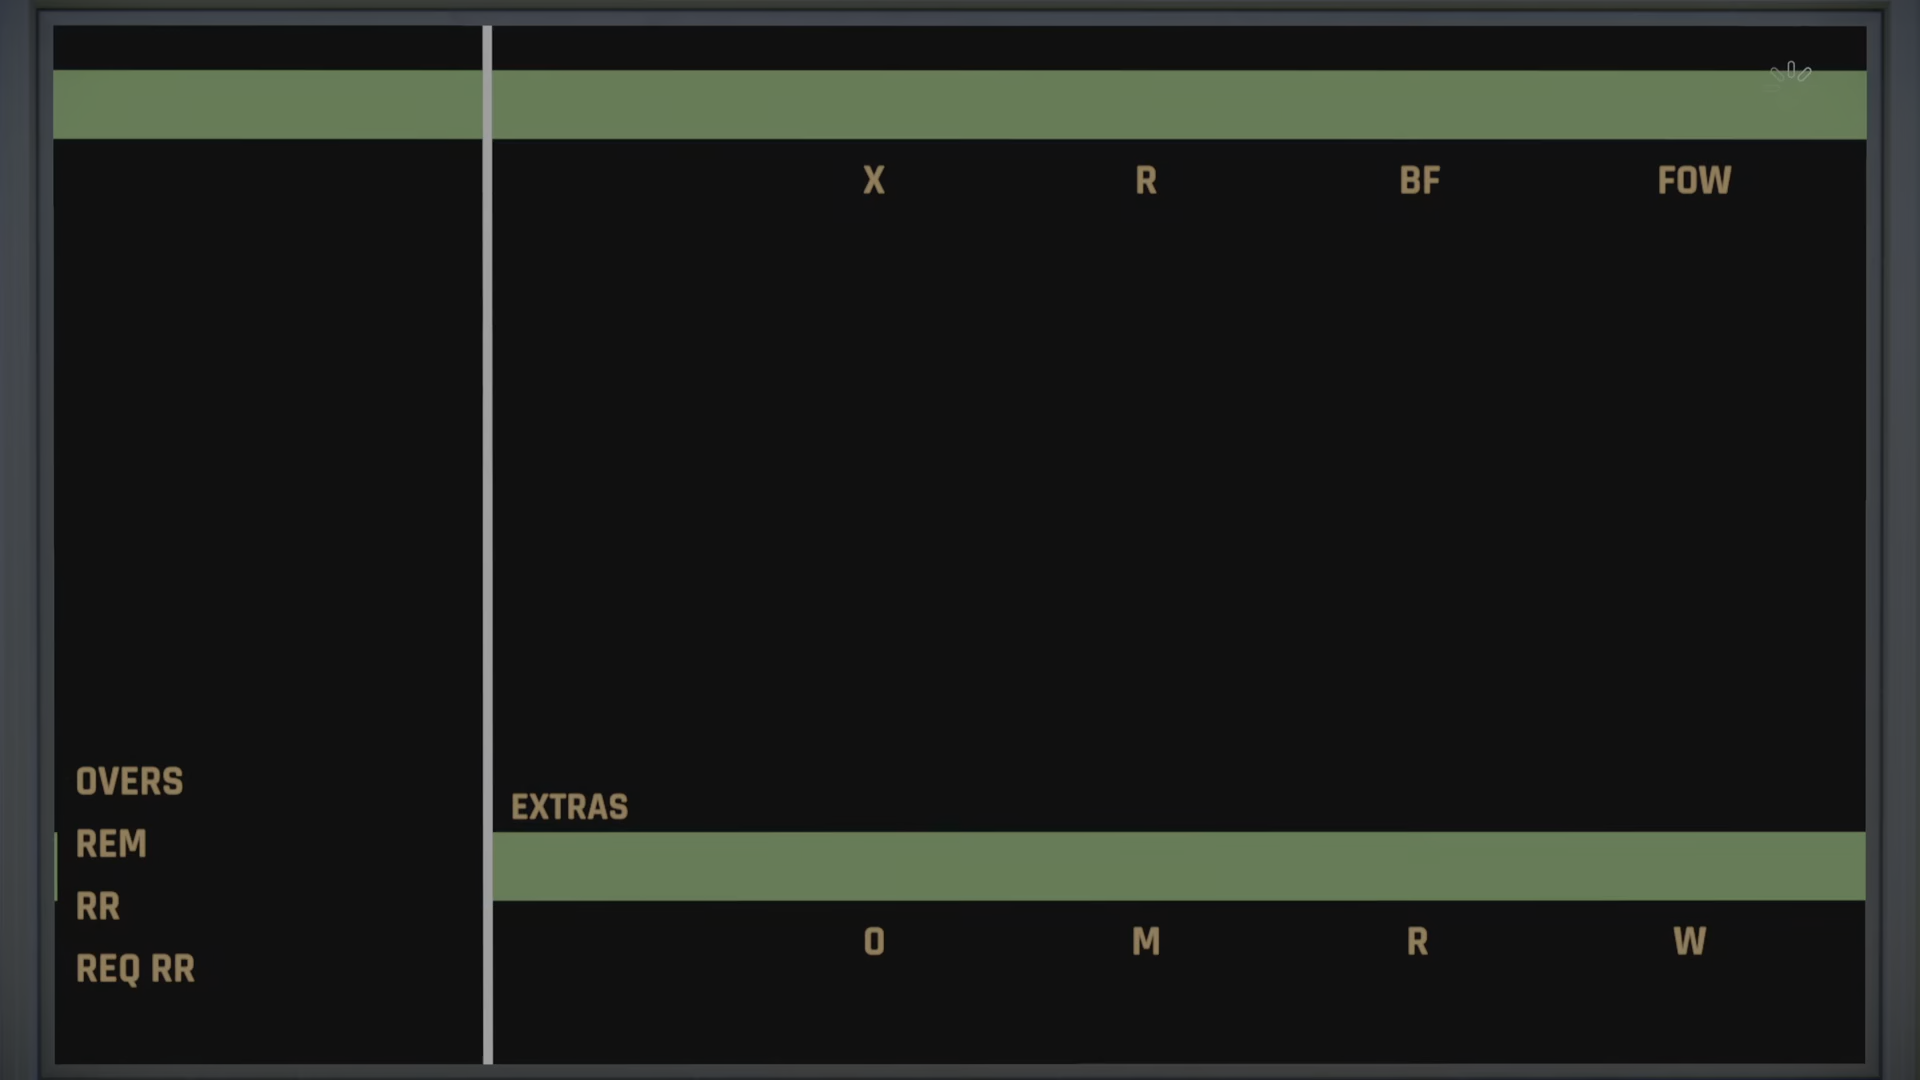 X R BF FOW
OVERS
REM
RR
REQ RR
EXTRAS
O M R W